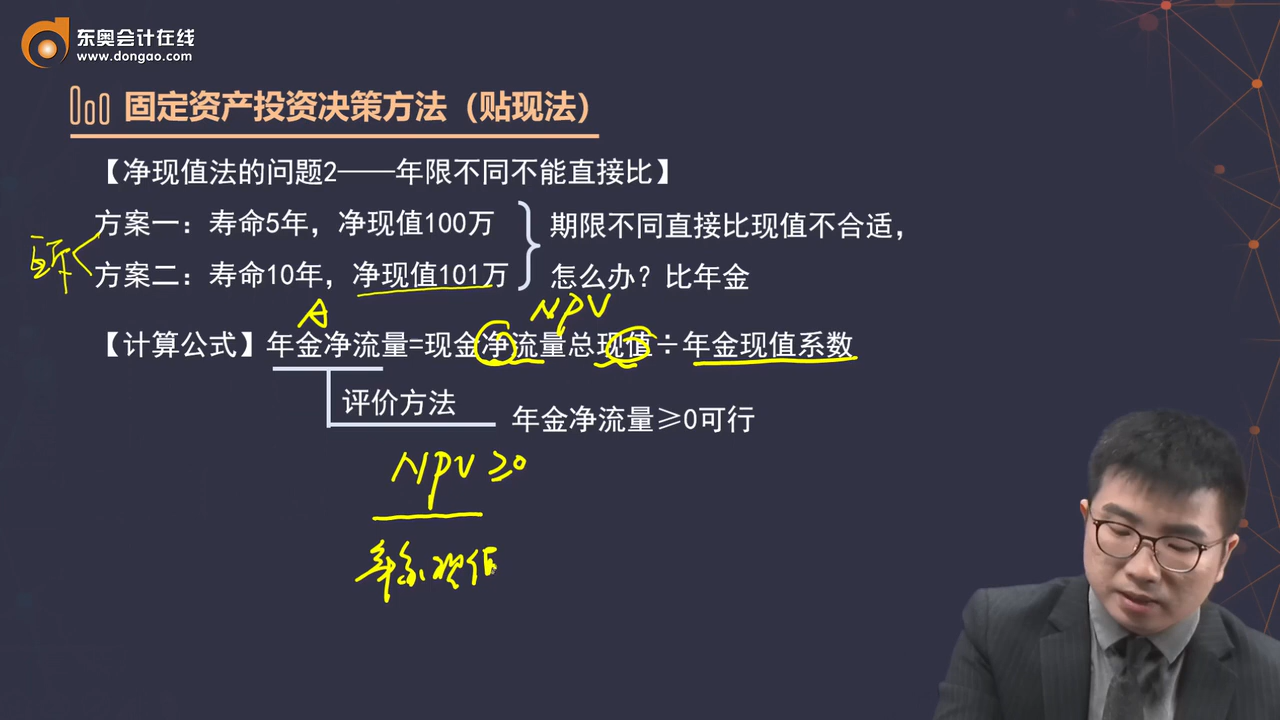 东奥会计在线
www.dongao.com
固定资产投资决策方法（贴现法）
【净现值法的问题2——年限不同不能直接比】
方案一：寿命5年，净现值100万
方案二：寿命10年，净现值101万
期限不同直接比现值不合适，
怎么办？比年金
互斥
A
NPV
【计算公式】年金净流量=现金净流量总现值÷年金现值系数
评价方法
年金净流量≥0可行
NPV≥0
年金现值